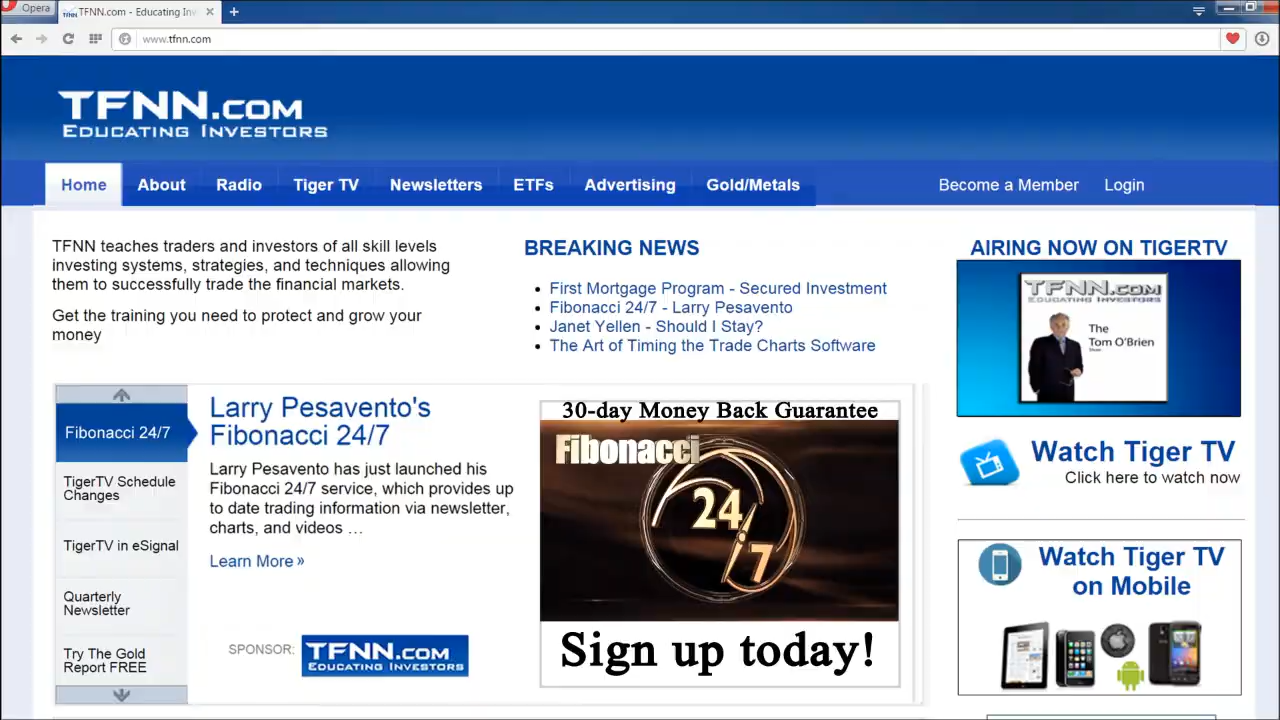 Opera
TFNN.com - Educating In
www.tfnn.com
TFNN.com
Educating Investors
Home
About
Radio
Tiger TV
Newsletters
ETFs
Advertising
Gold/Metals
Become a Member
Login
TFNN teaches traders and investors of all skill levels
investing systems, strategies, and techniques allowing
them to successfully trade the financial markets.
Get the training you need to protect and grow your
money
BREAKING NEWS
First Mortgage Program - Secured Investment
Fibonacci 24/7 - Larry Pesavento
Janet Yellen - Should I Stay?
The Art of Timing the Trade Charts Software
AIRING NOW ON TIGERTV
TFNN.com
Educating Investors
The
Tom O'Brien
Show
Watch Tiger TV
Click here to watch now
Watch Tiger TV
on Mobile
Fibonacci 24/7
TigerTV Schedule
Changes
TigerTV in eSignal
Quarterly
Newsletter
Try The Gold
Report FREE
Larry Pesavento's
Fibonacci 24/7
Larry Pesavento has just launched his
Fibonacci 24/7 service, which provides up
to date trading information via newsletter,
charts, and videos …
Learn More »
SPONSOR:
TFNN.com
Educating Investors
30-day Money Back Guarantee
Fibonacci
24
7
Sign up today!